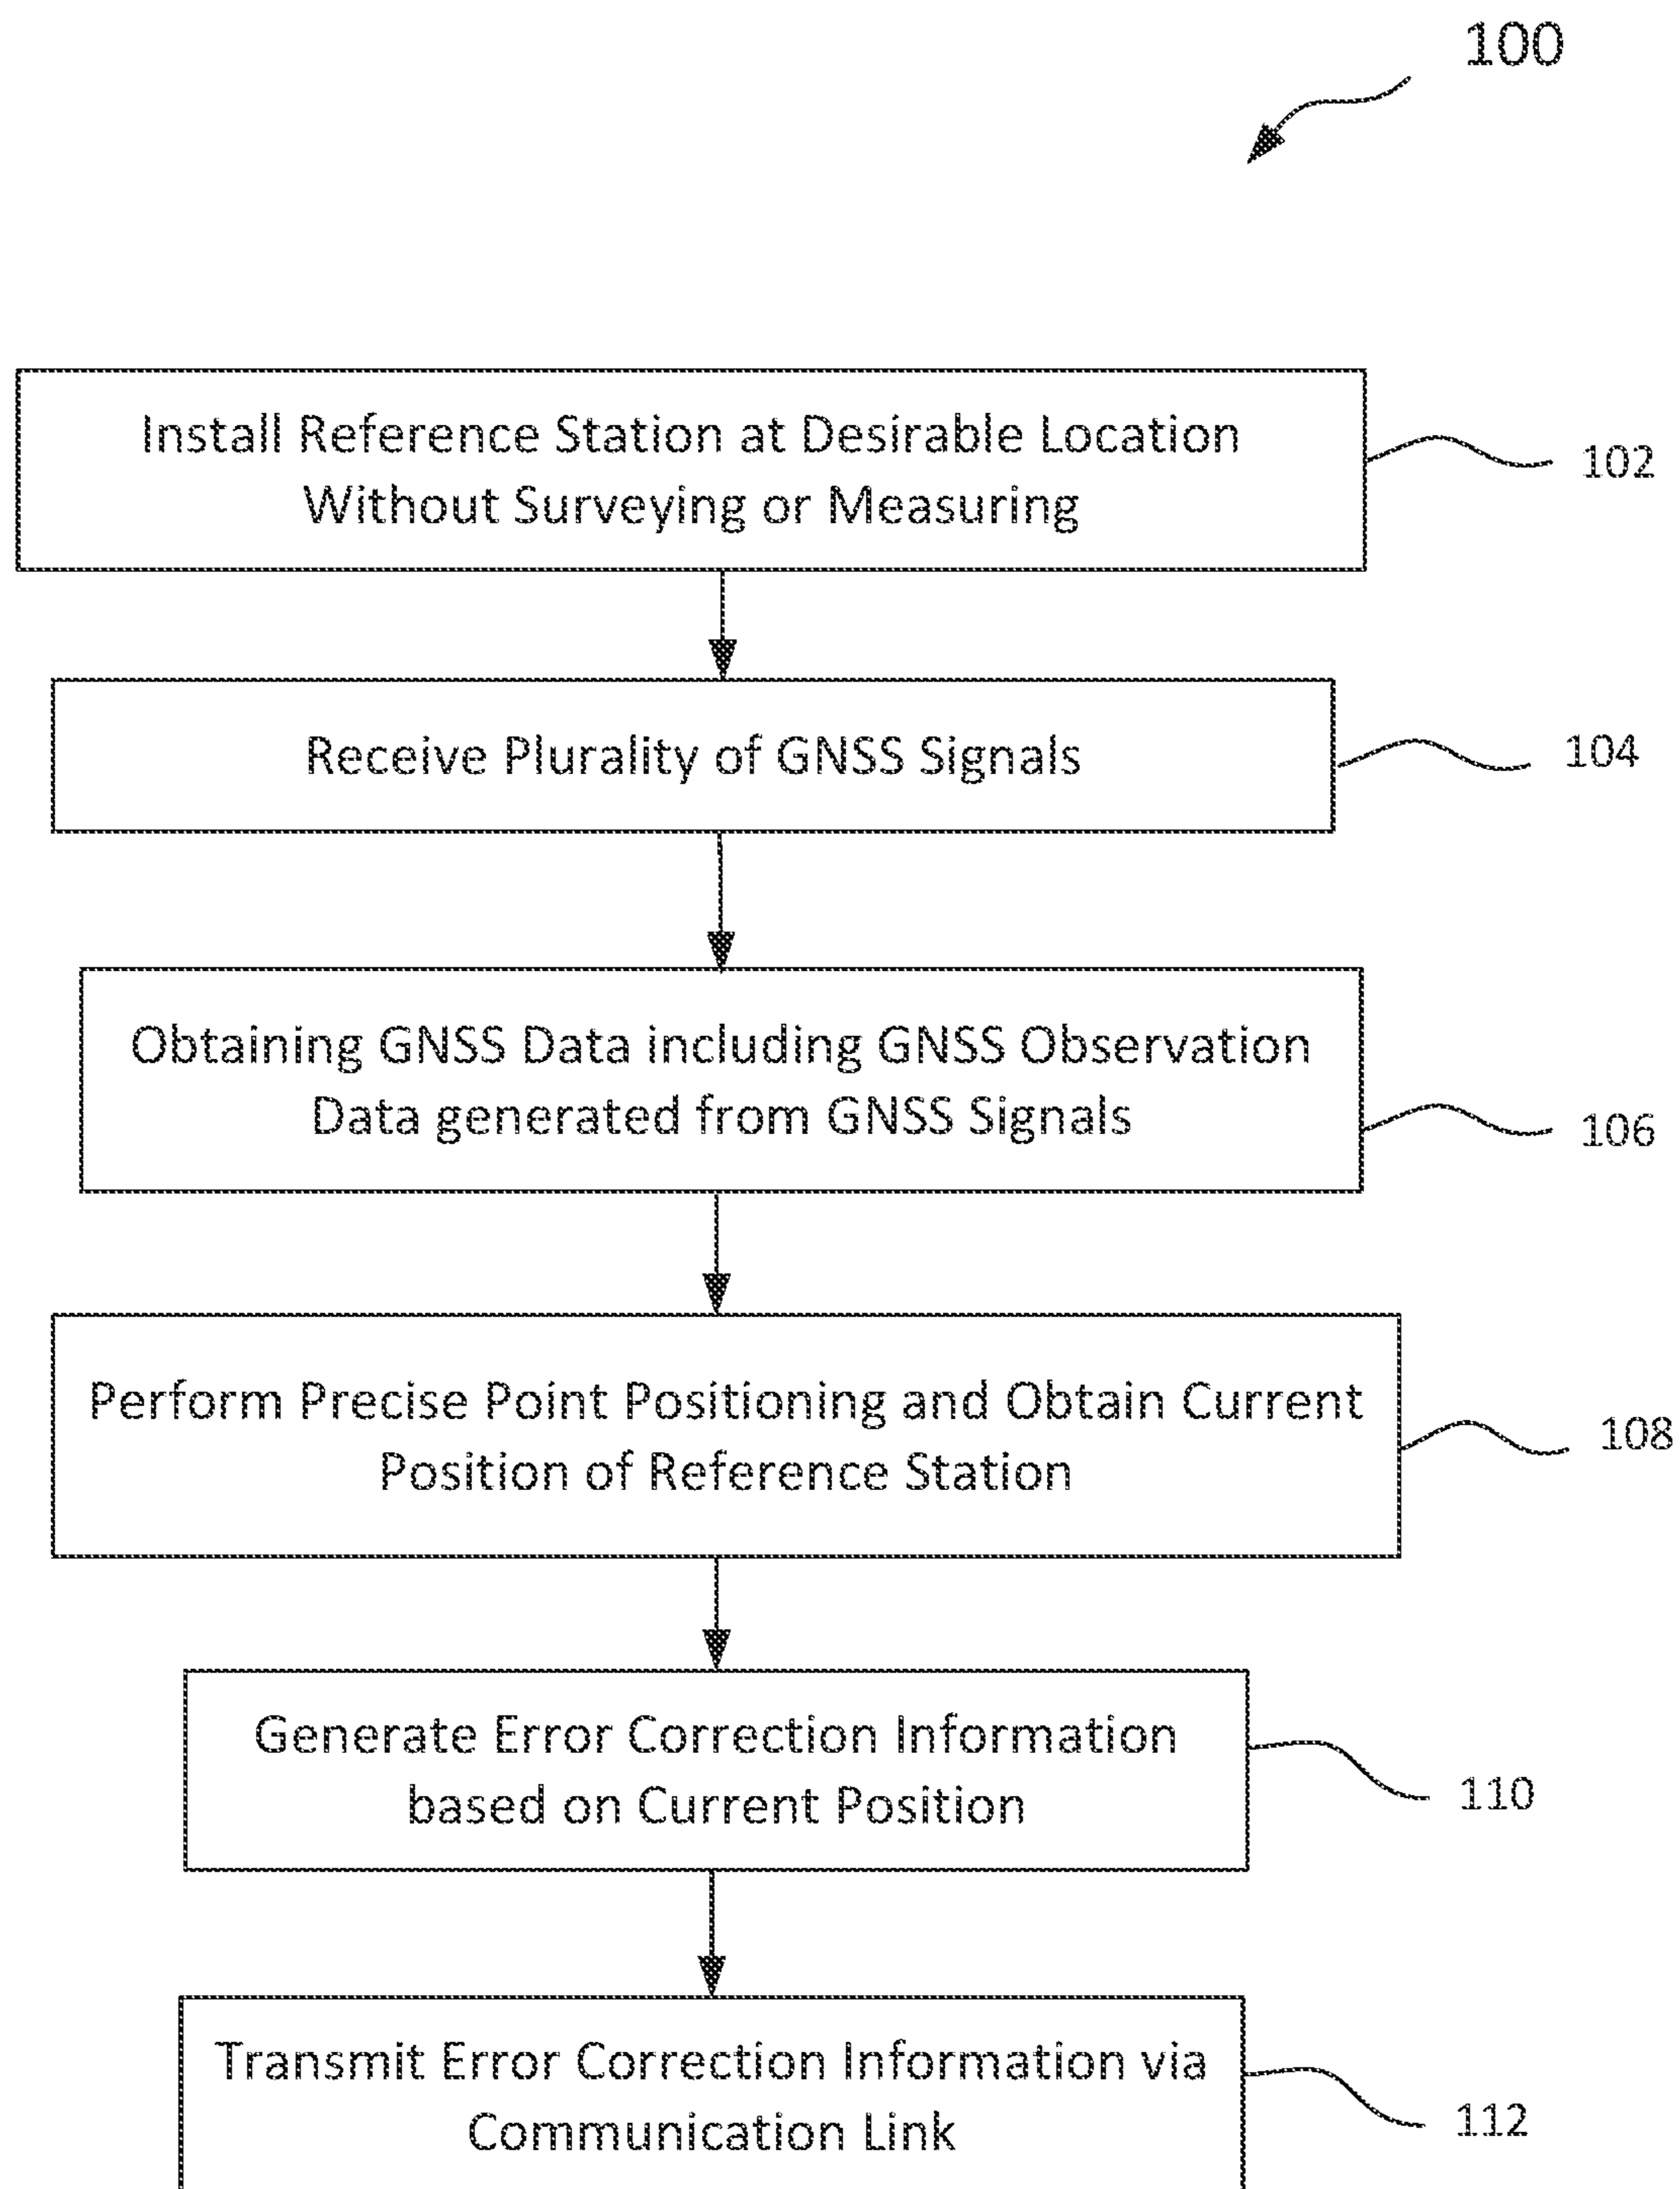 100
Install Reference Station at Desirable Location
Without Surveying or Measuring
102
Receive Plurality of GNSS Signals
104
Obtaining GNSS Data including GNSS Observation
Data generated from GNSS Signals
106
Perform Precise Point Positioning and Obtain Current
Position of Reference Station
108
Generate Error Correction Information
based on Current Position
110
Transmit Error Correction Information via
Communication Link
112